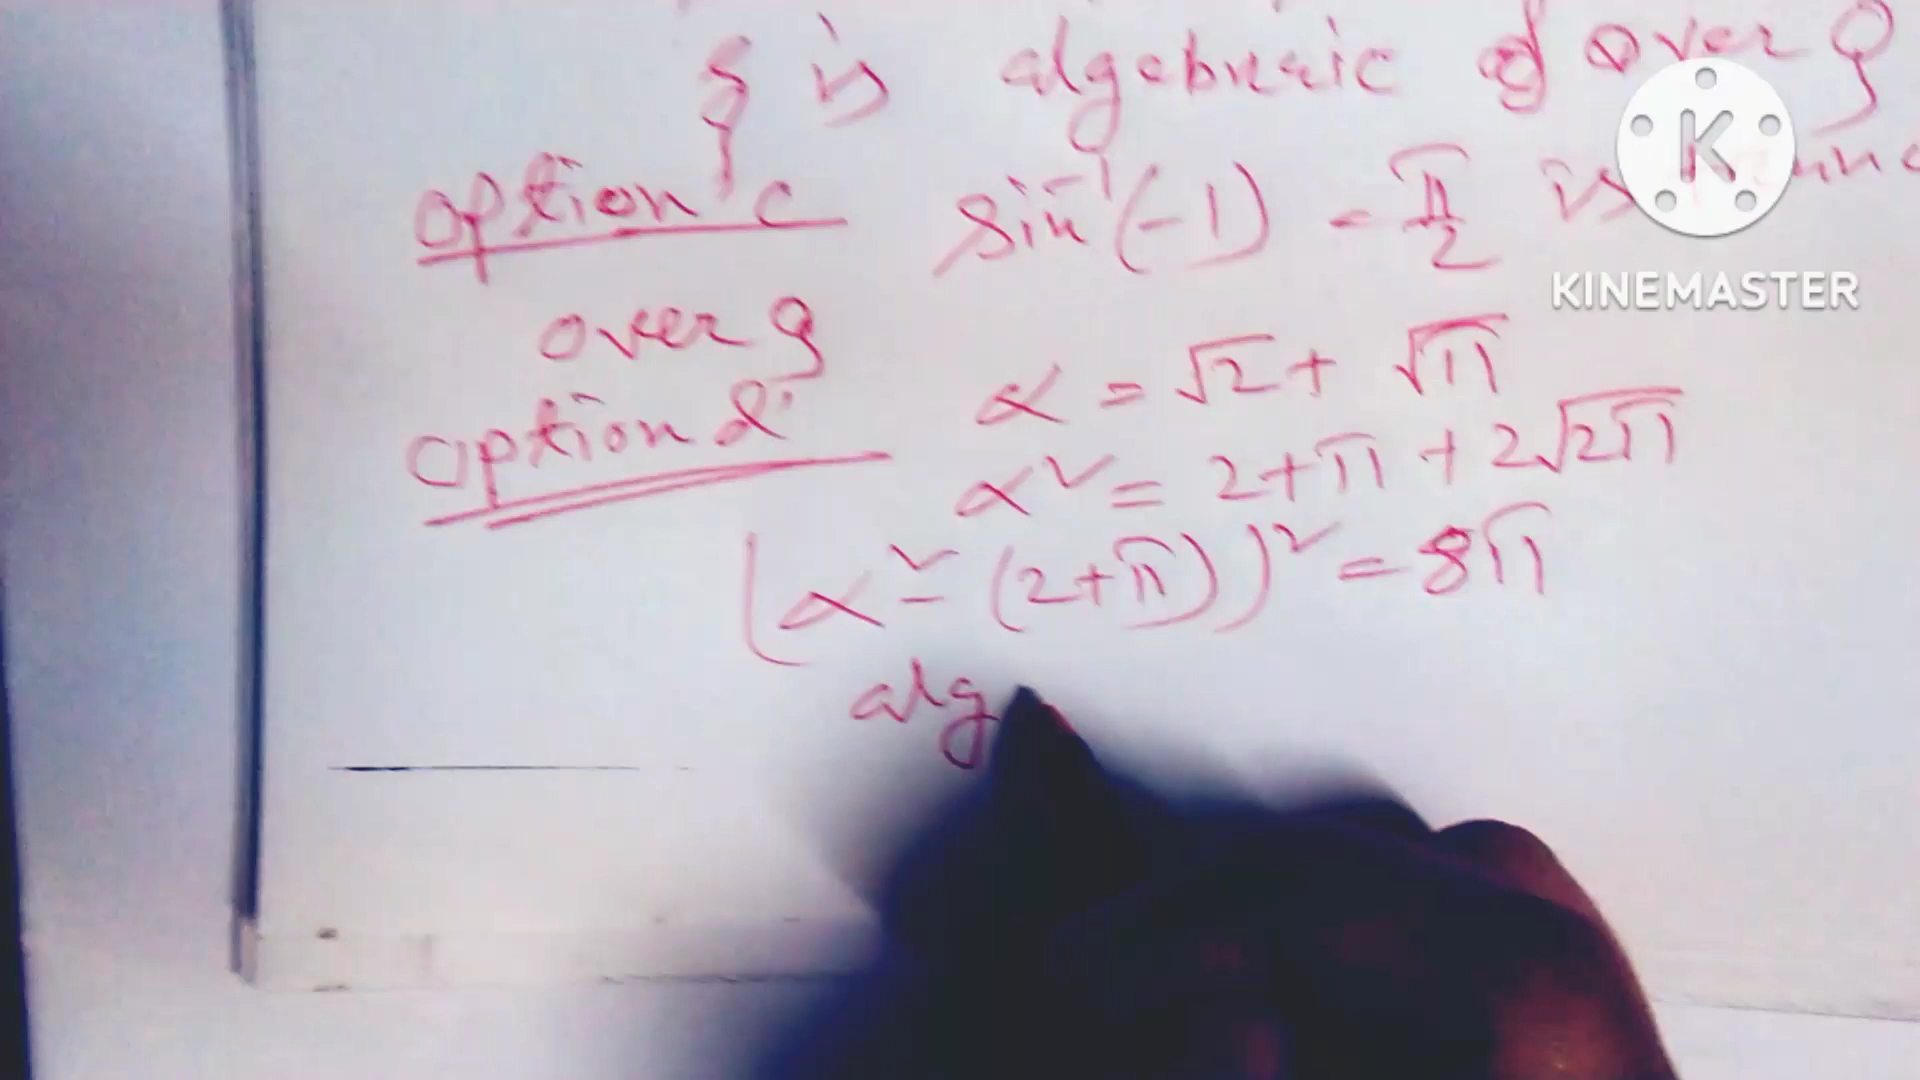 is algebraic of over Q
option c sin⁻¹(-1) = π/2 is
over Q
option d α = √2 + √π
α² = 2+π + 2√2π
(α² - (2+π))² = 8π
alg
K
KINEMASTER